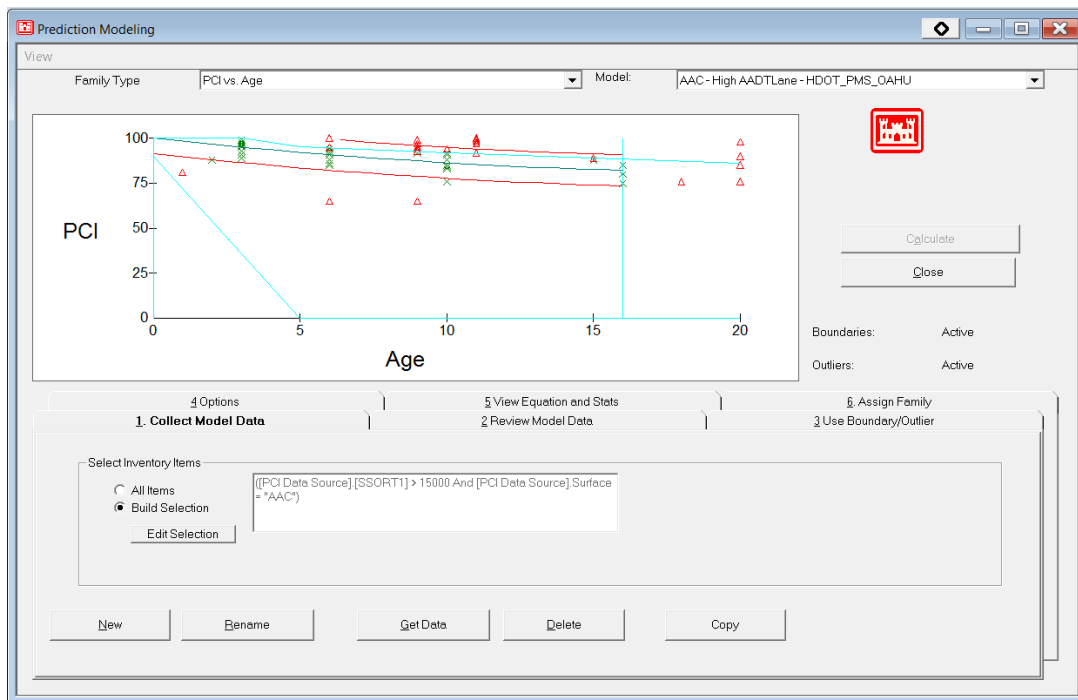 Prediction Modeling
View
Family Type
PCI vs. Age
Model:
AAC - High AADTLane - HDOT_PMS_OAHU
100
75
50
25
0
PCI
0 5 10 15 20
Age
Calculate
Close
Boundaries: Active
Outliers: Active
4 Options
5 View Equation and Stats
6. Assign Family
1. Collect Model Data
2 Review Model Data
3 Use Boundary/Outlier
Select Inventory Items
All Items
Build Selection
Edit Selection
([PCI Data Source].[SSORT1] > 15000 And [PCI Data Source].Surface
= "AAC")
New
Rename
Get Data
Delete
Copy